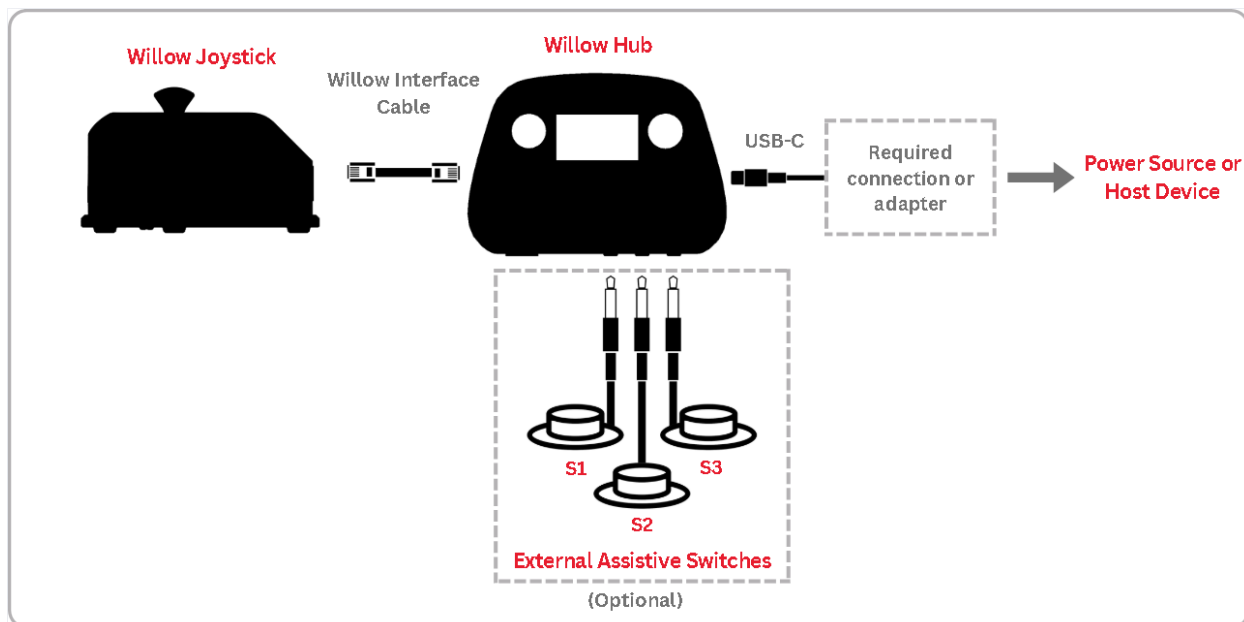 Willow Joystick
Willow Interface
Cable
Willow Hub
USB-C
Required
connection or
adapter
Power Source or
Host Device
S1
S3
S2
External Assistive Switches
(Optional)